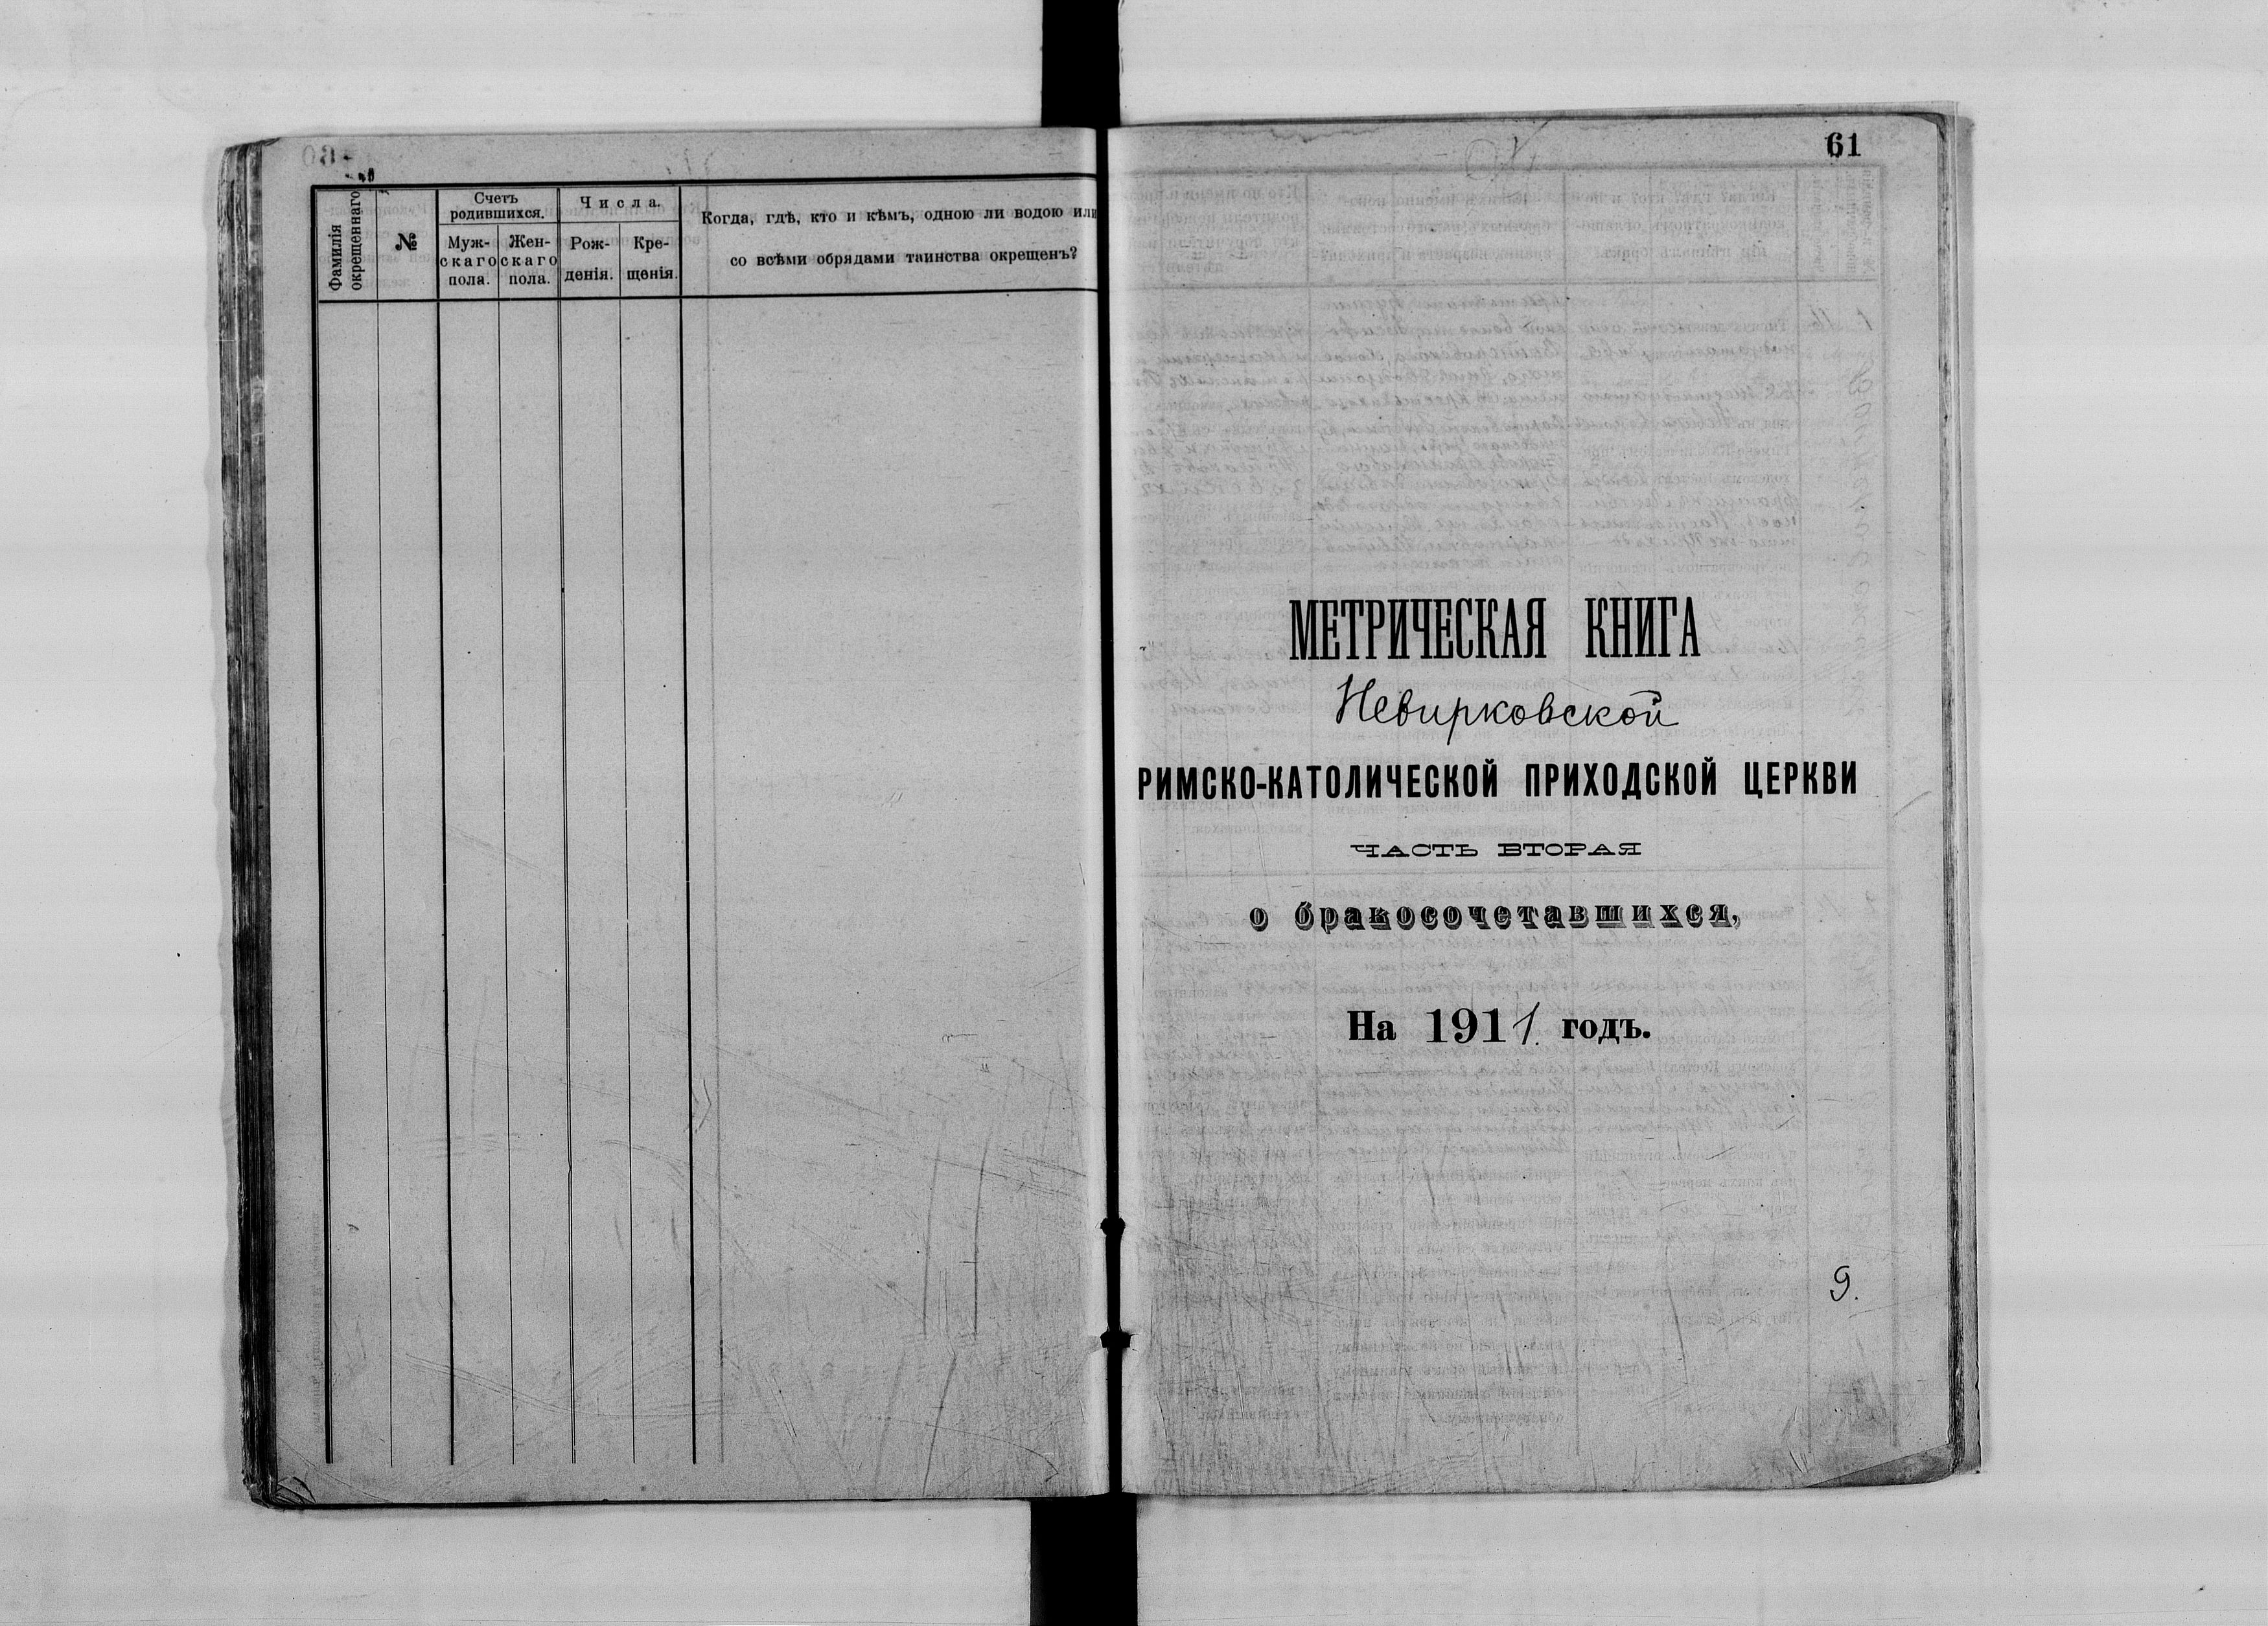 Фамилія
окрещеннаго
№
Счетъ
родившихся.
Муж-
скаго
пола.
Жен-
скаго
пола.
Числа.
Рож-
денія.
Кре-
щенія.
Когда, гдѣ, кто и кѣмъ, одною ли водою или
со всѣми обрядами таинства окрещенъ?
61
МЕТРИЧЕСКАЯ КНИГА
Невирковской
РИМСКО-КАТОЛИЧЕСКОЙ ПРИХОДСКОЙ ЦЕРКВИ
ЧАСТЬ ВТОРАЯ
о бракосочетавшихся,
На 1911. годъ.
9.